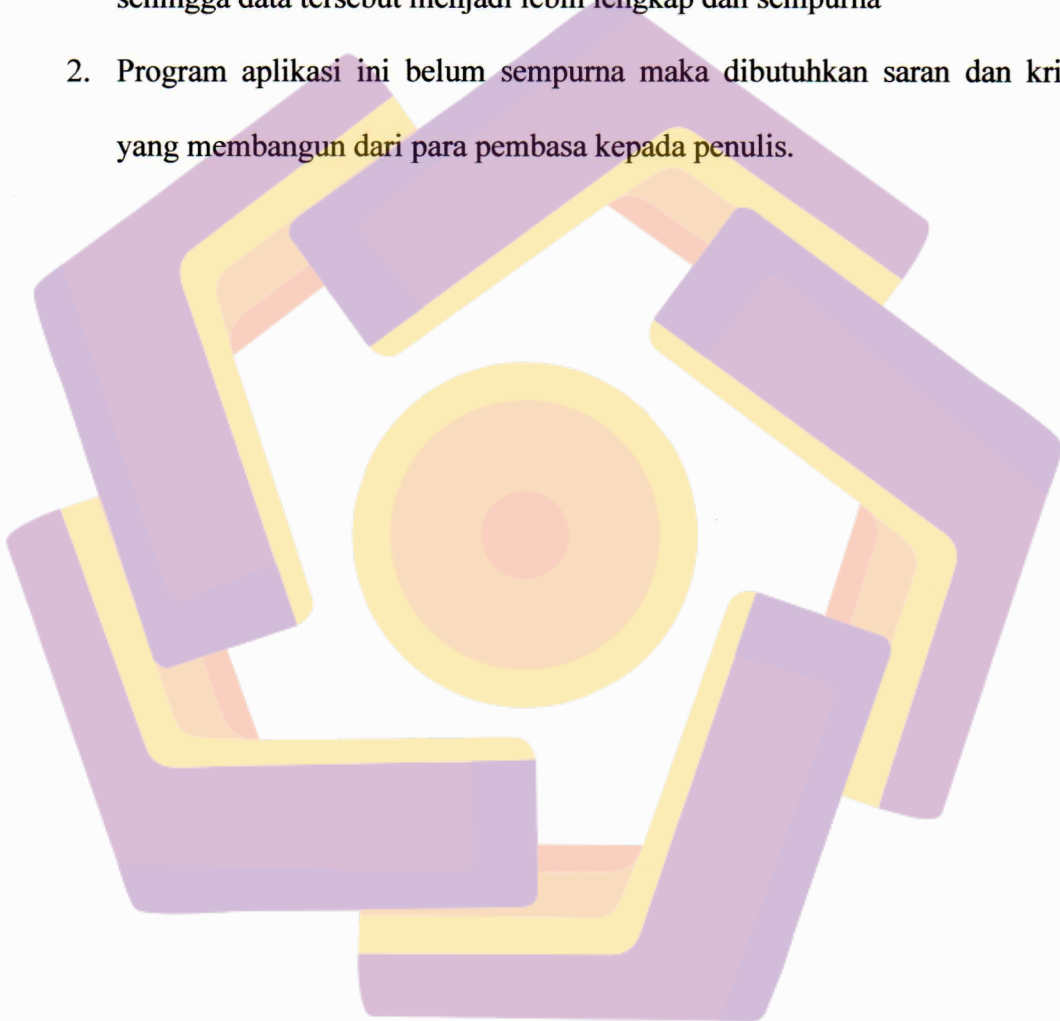 sehingga data tersebut menjadi lebih lengkap dan sempurna
2. Program aplikasi ini belum sempurna maka dibutuhkan saran dan kri
yang membangun dari para pembasa kepada penulis.